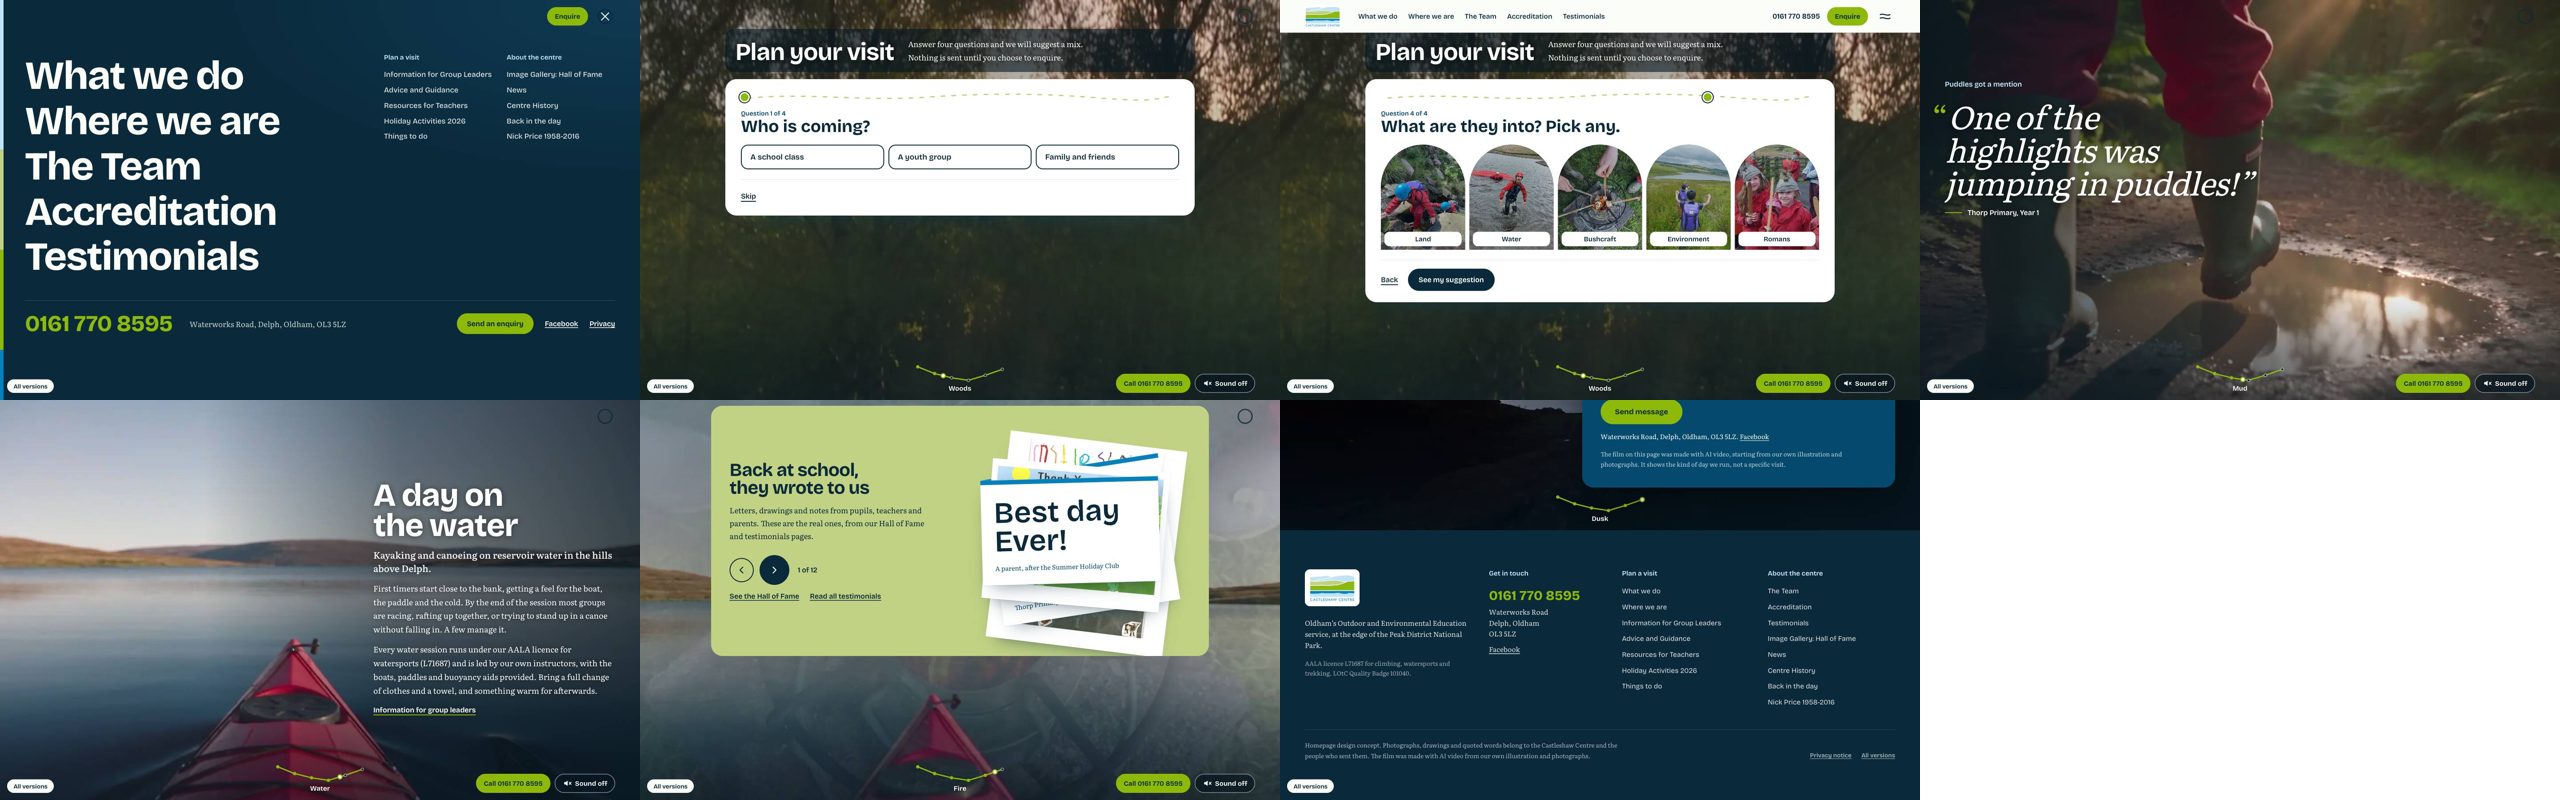 Enquire
What we do
Where we are
The Team
Accreditation
Testimonials
Plan a visit
Information for Group Leaders
Advice and Guidance
Resources for Teachers
Holiday Activities 2026
Things to do
About the centre
Image Gallery: Hall of Fame
News
Centre History
Back in the day
Nick Price 1958-2016
0161 770 8595
Waterworks Road, Delph, Oldham, OL3 5LZ
Send an enquiry
Facebook
Privacy
All versions
Plan your visit
Answer four questions and we will suggest a mix.
Nothing is sent until you choose to enquire.
Question 1 of 4
Who is coming?
A school class
A youth group
Family and friends
Skip
Woods
All versions
Call 0161 770 8595
Sound off
CASTLESHAW CENTRE
What we do
Where we are
The Team
Accreditation
Testimonials
0161 770 8595
Enquire
Plan your visit
Answer four questions and we will suggest a mix.
Nothing is sent until you choose to enquire.
Question 4 of 4
What are they into? Pick any.
Land
Water
Bushcraft
Environment
Romans
Back
See my suggestion
Woods
All versions
Call 0161 770 8595
Sound off
Puddles got a mention
“One of the
highlights was
jumping in puddles!”
Thorp Primary, Year 1
Mud
All versions
Call 0161 770 8595
Sound off
A day on
the water
Kayaking and canoeing on reservoir water in the hills
above Delph.
First timers start close to the bank, getting a feel for the boat,
the paddle and the cold. By the end of the session most groups
are racing, rafting up together, or trying to stand up in a canoe
without falling in. A few manage it.
Every water session runs under our AALA licence for
watersports (L71687) and is led by our own instructors, with the
boats, paddles and buoyancy aids provided. Bring a full change
of clothes and a towel, and something warm for afterwards.
Information for group leaders
Water
All versions
Call 0161 770 8595
Sound off
Back at school,
they wrote to us
Letters, drawings and notes from pupils, teachers and
parents. These are the real ones, from our Hall of Fame
and testimonials pages.
1 of 12
See the Hall of Fame
Read all testimonials
Best day
Ever!
A parent, after the Summer Holiday Club
Fire
All versions
Call 0161 770 8595
Sound off
Send message
Waterworks Road, Delph, Oldham, OL3 5LZ. Facebook
The film on this page was made with AI video, starting from our own illustration and
photographs. It shows the kind of day we run, not a specific visit.
Dusk
CASTLESHAW CENTRE
Oldham's Outdoor and Environmental Education
service, at the edge of the Peak District National
Park.
AALA licence L71687 for climbing, watersports and
trekking. LOtC Quality Badge 101040.
Get in touch
0161 770 8595
Waterworks Road
Delph, Oldham
OL3 5LZ
Facebook
Plan a visit
What we do
Where we are
Information for Group Leaders
Advice and Guidance
Resources for Teachers
Holiday Activities 2026
Things to do
About the centre
The Team
Accreditation
Testimonials
Image Gallery: Hall of Fame
News
Centre History
Back in the day
Nick Price 1958-2016
Homepage design concept. Photographs, drawings and quoted words belong to the Castleshaw Centre and the
people who sent them. The film was made with AI video from our own illustration and photographs.
Privacy notice
All versions
All versions